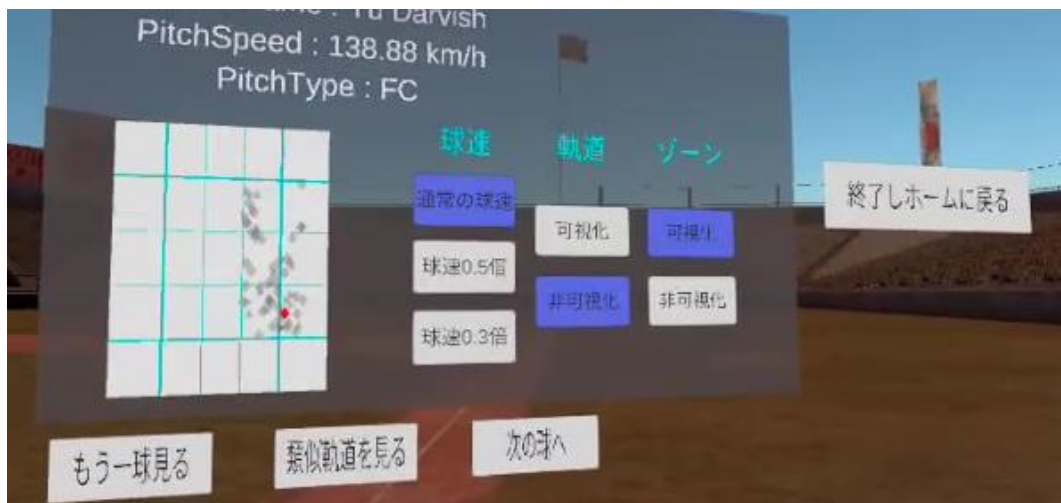 : Yu Darvish
PitchSpeed : 138.88 km/h
PitchType : FC
球速 軌道 ゾーン
通常の球速
可視化 可視化
球速0.5倍
非可視化 非可視化
球速0.3倍
終了しホームに戻る
もう一球見る 類似軌道を見る 次の球へ